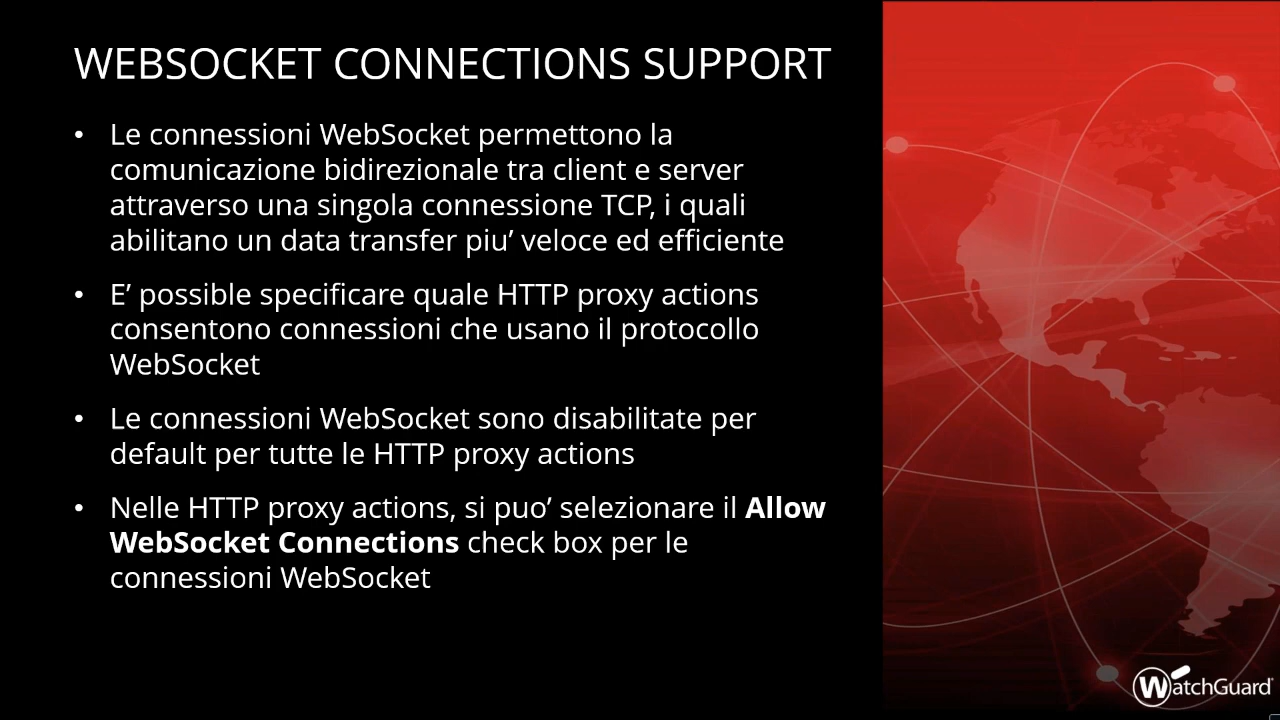 WEBSOCKET CONNECTIONS SUPPORT
• Le connessioni WebSocket permettono la
comunicazione bidirezionale tra client e server
attraverso una singola connessione TCP, i quali
abilitano un data transfer piu’ veloce ed efficiente
• E’ possible specificare quale HTTP proxy actions
consentono connessioni che usano il protocollo
WebSocket
• Le connessioni WebSocket sono disabilitate per
default per tutte le HTTP proxy actions
• Nelle HTTP proxy actions, si puo’ selezionare il Allow
WebSocket Connections check box per le
connessioni WebSocket
WatchGuard